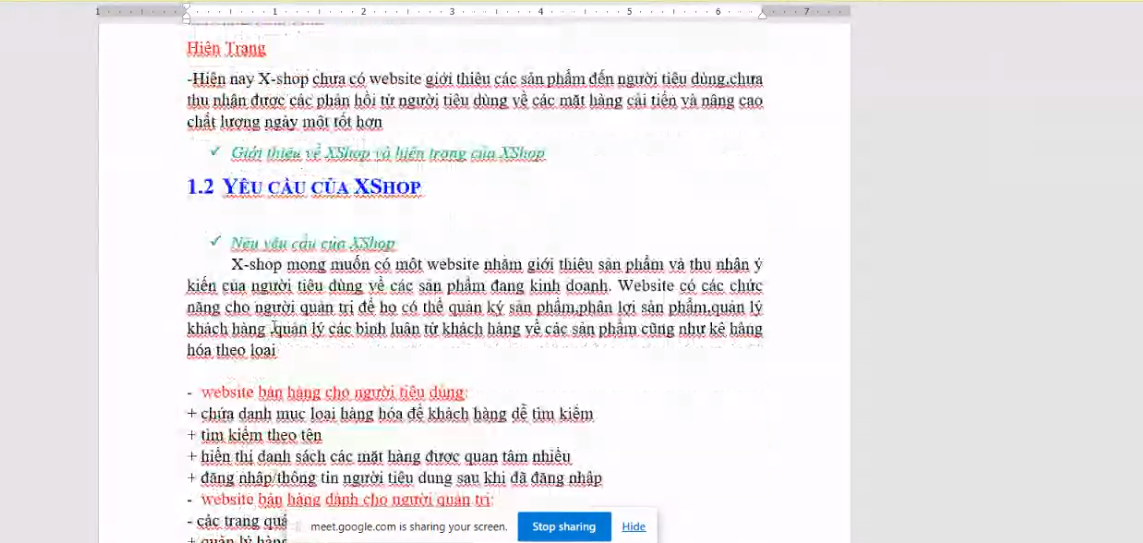 1 1 2 3 4 5 6 7
Hiện Trạng
-Hiện nay X-shop chưa có website giới thiệu các sản phẩm đến người tiêu dùng,chưa
thu nhận được các phản hồi từ người tiêu dùng về các mặt hàng cải tiến và nâng cao
chất lượng ngày một tốt hơn
✓ Giới thiệu về XShop và hiện trạng của XShop
1.2 YÊU CẦU CỦA XSHOP
✓ Nêu yêu cầu của XShop
X-shop mong muốn có một website nhằm giới thiệu sản phẩm và thu nhận ý
kiến của người tiêu dùng về các sản phẩm đang kinh doanh. Website có các chức
năng cho người quản trị để họ có thể quản ký sản phẩm,phân lợi sản phẩm,quản lý
khách hàng ,quản lý các bình luận từ khách hàng về các sản phẩm cũng như kê hàng
hóa theo loại
- website bán hàng cho người tiêu dùng:
+ chứa danh mục loại hàng hóa để khách hàng dễ tìm kiếm
+ tìm kiếm theo tên
+ hiển thị danh sách các mặt hàng được quan tâm nhiều
+ đăng nhập/thông tin người tiêu dung sau khi đã đăng nhập
- website bán hàng dành cho người quản trị:
- các trang quả
+ quản lý hàng
meet.google.com is sharing your screen. Stop sharing Hide